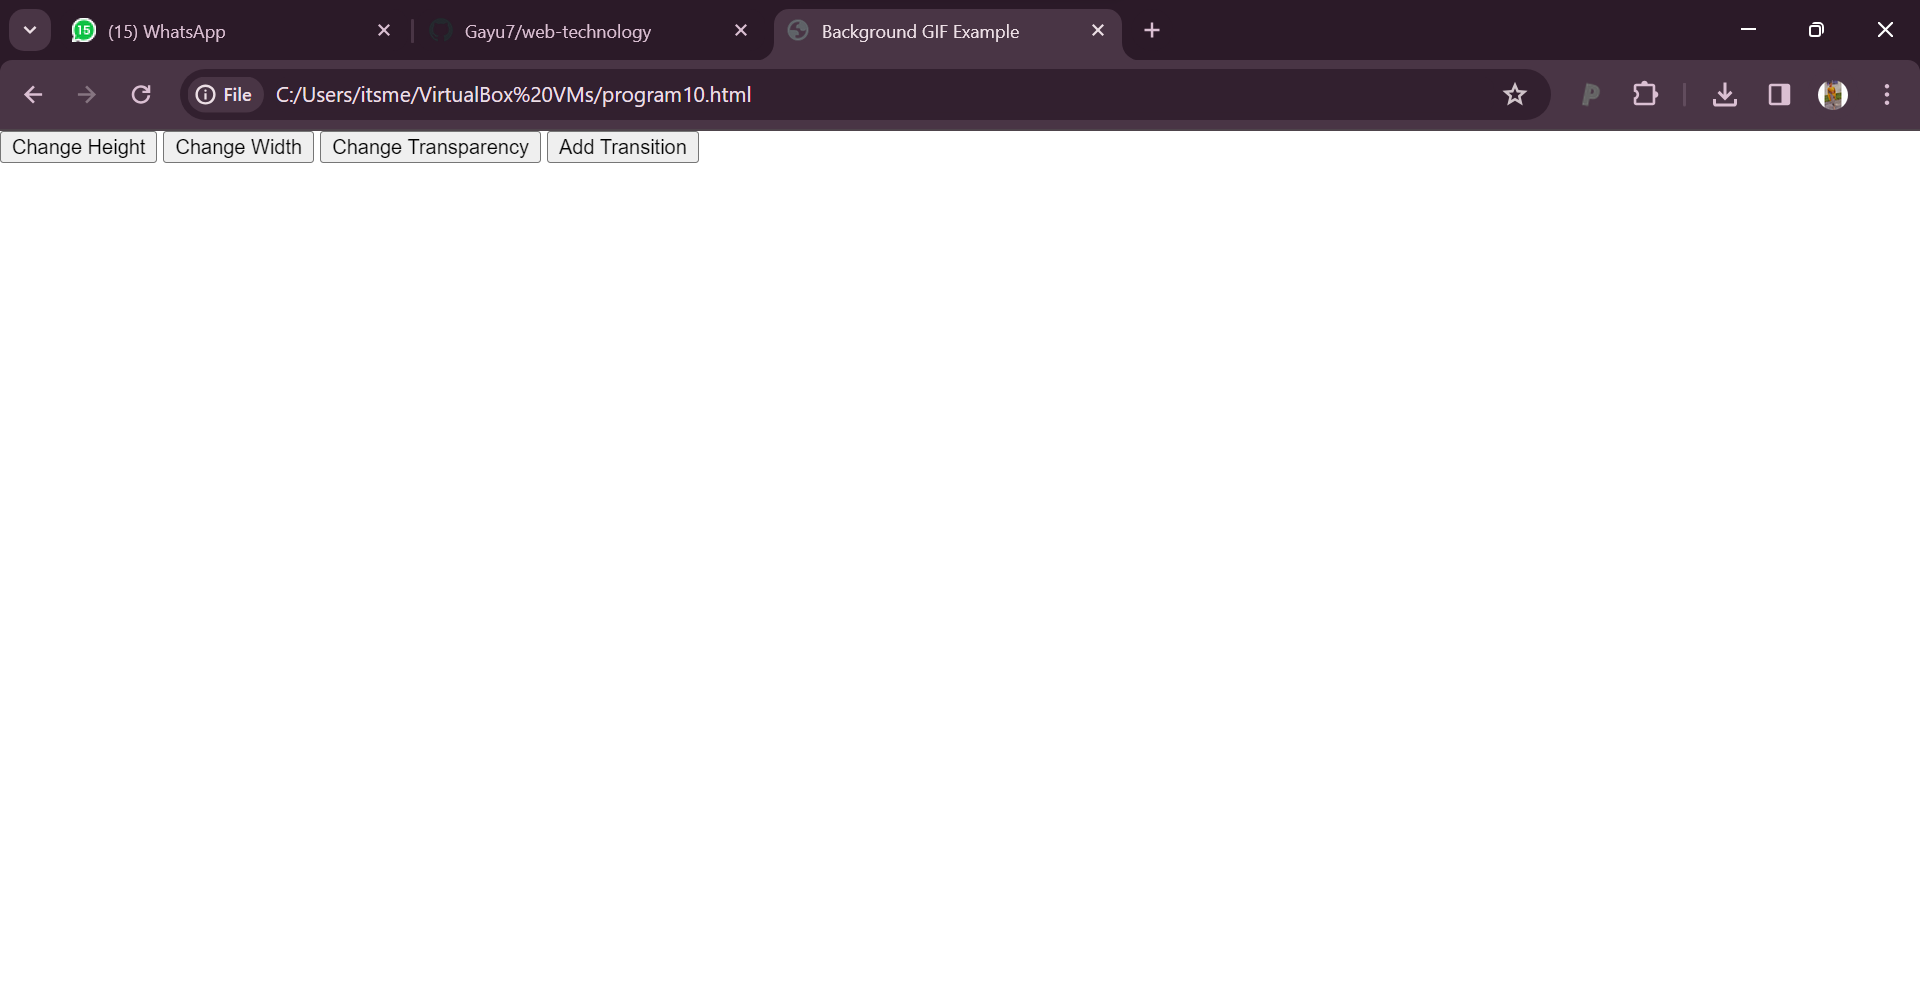 15 (15) WhatsApp Gayu7/web-technology Background GIF Example
File C:/Users/itsme/VirtualBox%20VMs/program10.html P
Change Height Change Width Change Transparency Add Transition